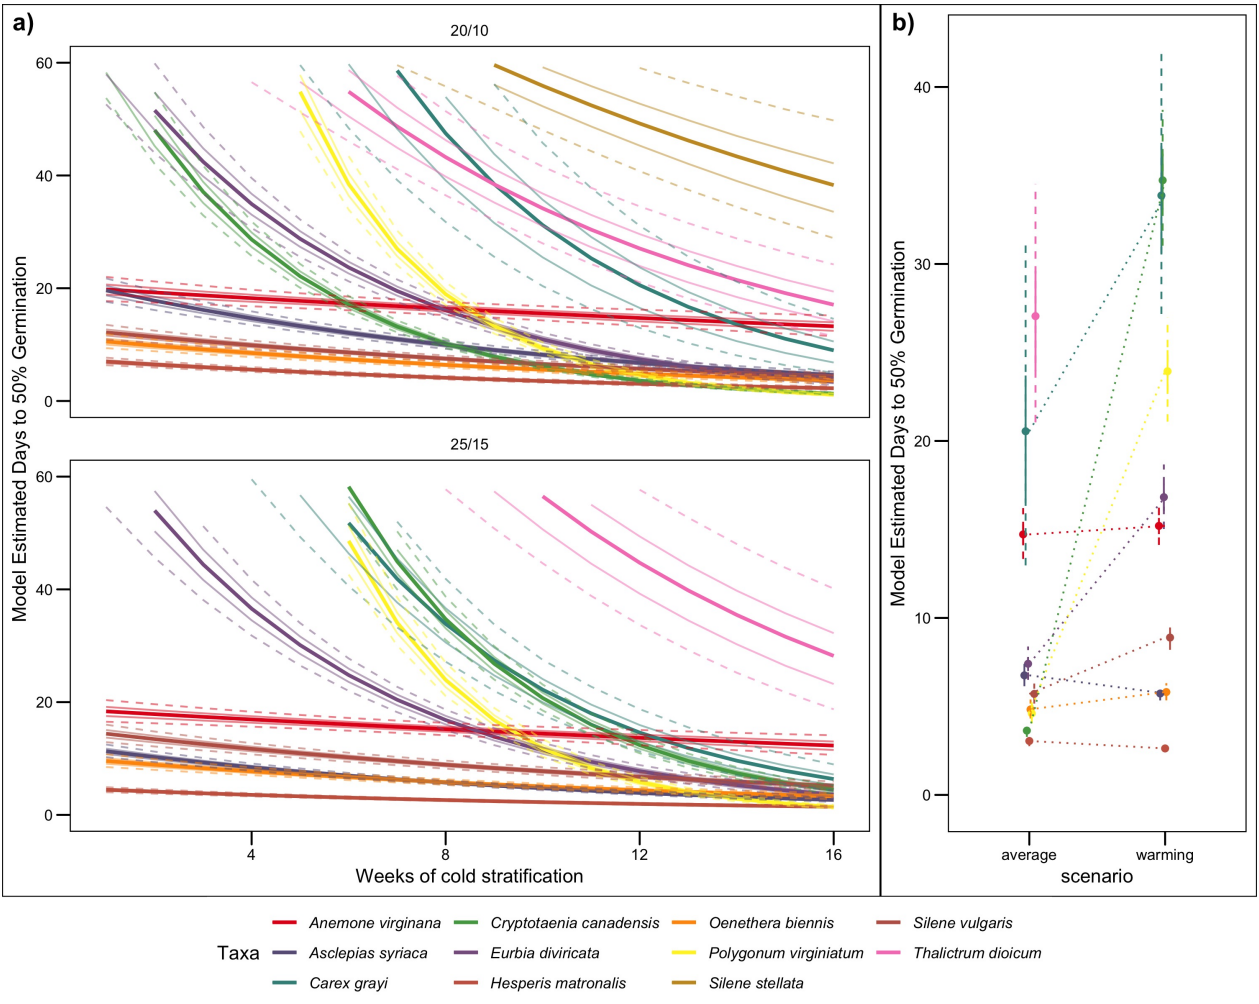 a)
20/10
60
40
20
0
25/15
60
40
20
0
4
8
12
16
Weeks of cold stratification
Model Estimated Days to 50% Germination
b)
40
30
20
10
0
average
warming
scenario
Model Estimated Days to 50% Germination
Taxa
Anemone virginana
Cryptotaenia canadensis
Oenethera biennis
Silene vulgaris
Asclepias syriaca
Eurbia diviricata
Polygonum virginiatum
Thalictrum dioicum
Carex grayi
Hesperis matronalis
Silene stellata